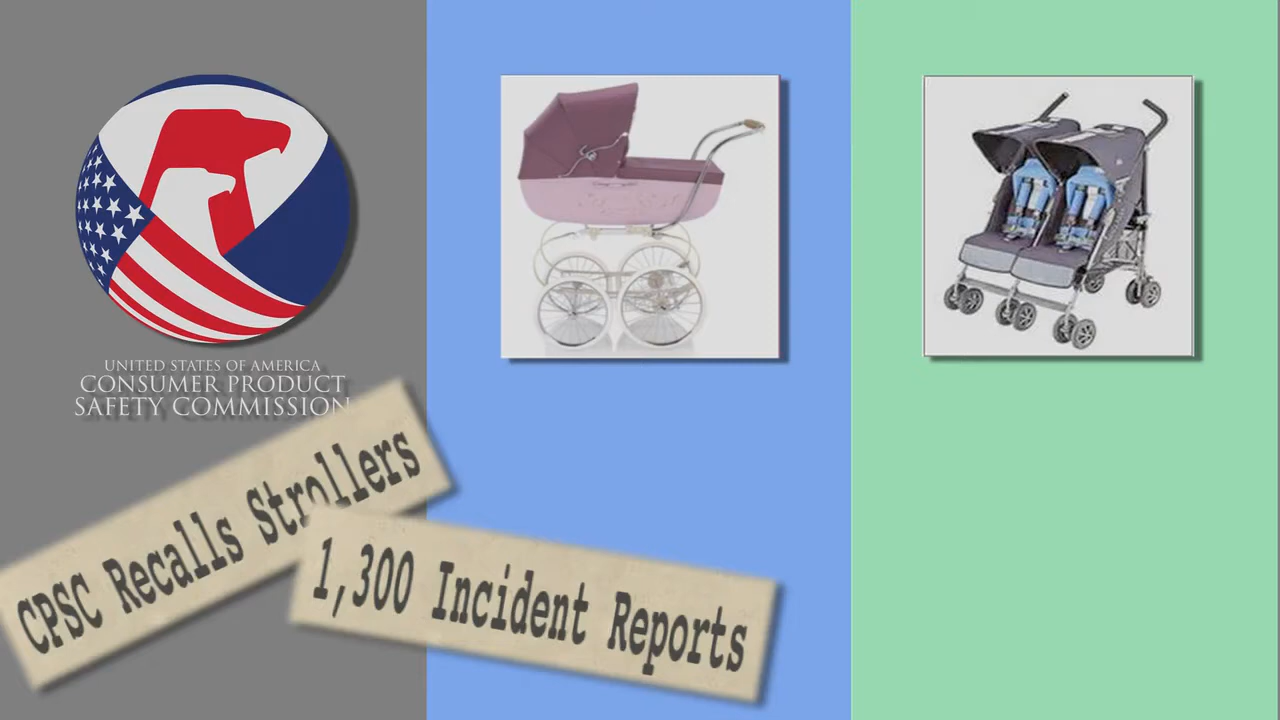 UNITED STATES OF AMERICA
CONSUMER PRODUCT
SAFETY COMMISSION
CPSC Recalls Strollers
1,300 Incident Reports